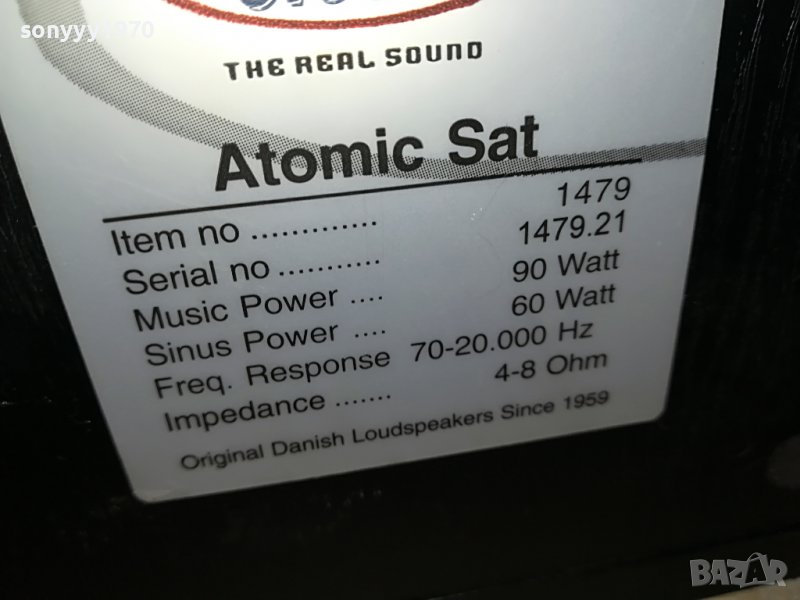 sonyyy1970
THE REAL SOUND
Atomic Sat
Item no ............. 1479
Serial no ............ 1479.21
Music Power .... 90 Watt
Sinus Power .... 60 Watt
Freq. Response 70-20.000 Hz
Impedance ....... 4-8 Ohm
Original Danish Loudspeakers Since 1959
BAZAR